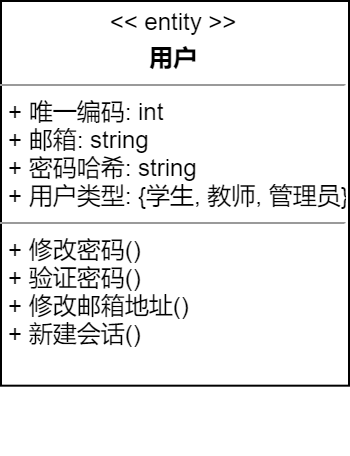 << entity >>
用户
+ 唯一编码: int
+ 邮箱: string
+ 密码哈希: string
+ 用户类型: {学生, 教师, 管理员}
+ 修改密码()
+ 验证密码()
+ 修改邮箱地址()
+ 新建会话()